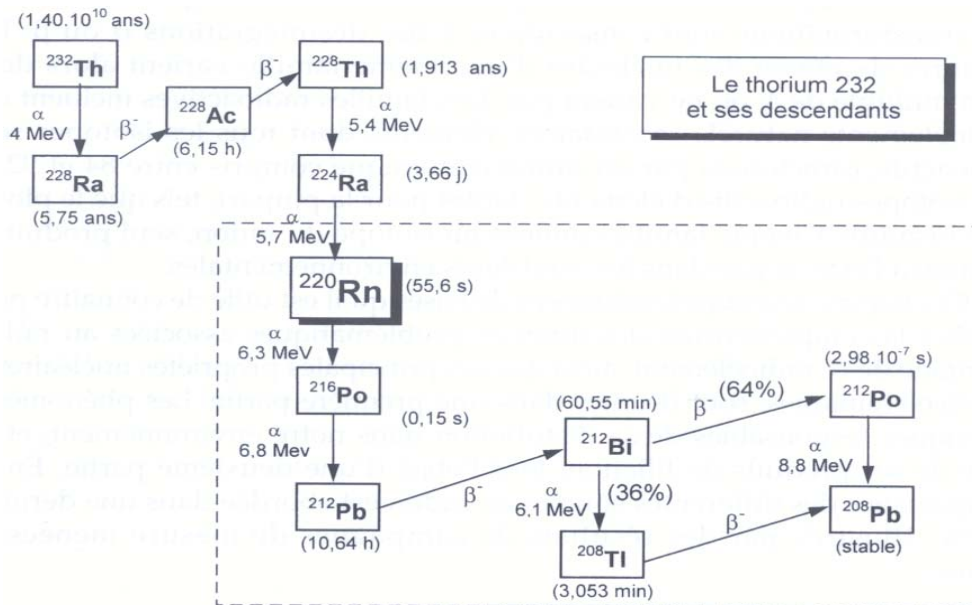 (1,40.10¹⁰ ans)
²³²Th
α
4 MeV
²²⁸Ra
(5,75 ans)
β⁻
²²⁸Ac
(6,15 h)
β⁻
²²⁸Th
(1,913 ans)
α
5,4 MeV
²²⁴Ra
(3,66 j)
Le thorium 232
et ses descendants
α
5,7 MeV
²²⁰Rn
(55,6 s)
α
6,3 MeV
²¹⁶Po
(0,15 s)
α
6,8 MeV
²¹²Pb
(10,64 h)
β⁻
(60,55 min)
²¹²Bi
α
6,1 MeV
(36%)
²⁰⁸Tl
(3,053 min)
β⁻
(64%)
(2,98.10⁻⁷ s)
²¹²Po
α
8,8 MeV
β⁻
²⁰⁸Pb
(stable)